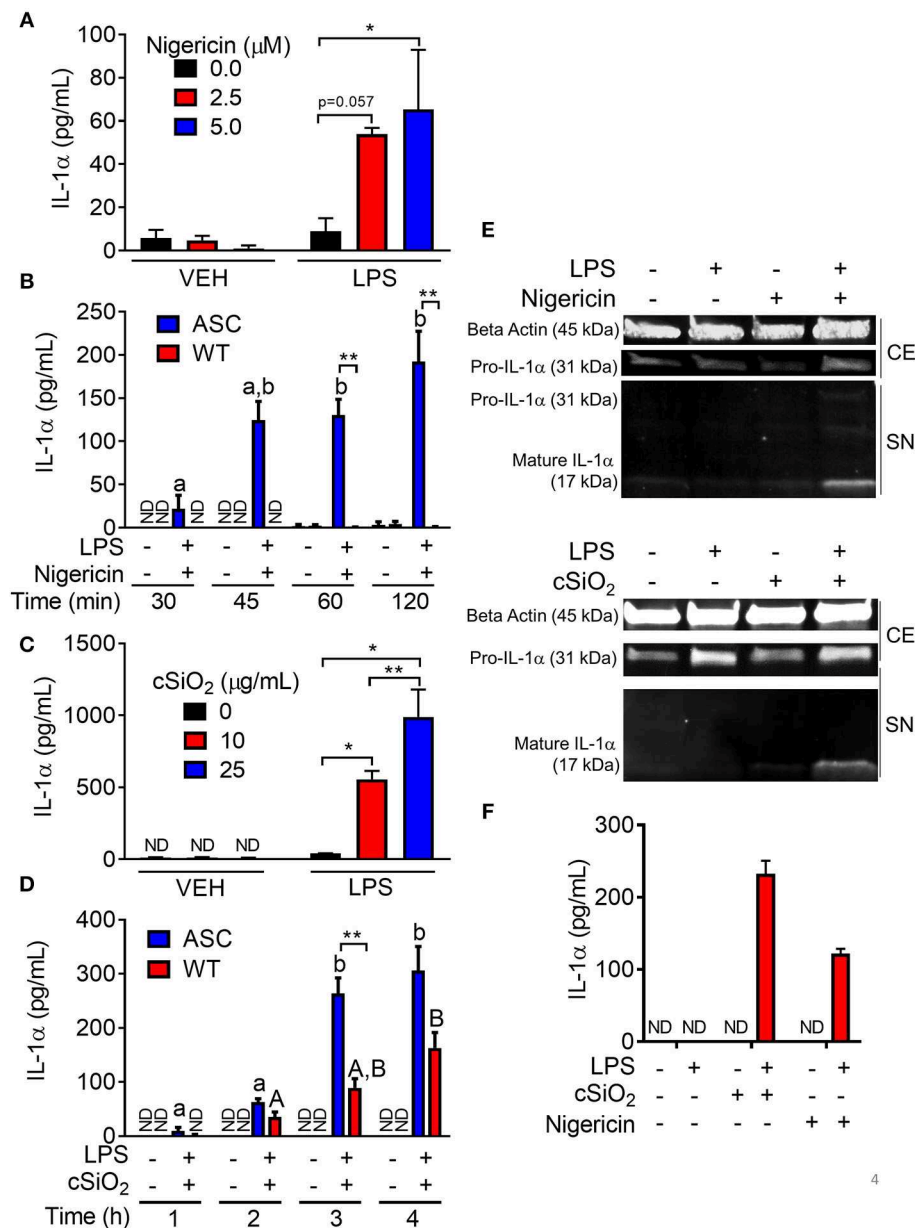 A
Nigericin (μM)
0.0
2.5
5.0
*
p=0.057
IL-1α (pg/mL)
100
80
60
40
20
0
VEH LPS
B
ASC
WT
IL-1α (pg/mL)
250
200
150
100
50
0
ND ND a ND
ND ND a,b ND
b **
b **
LPS - + - + - + - +
Nigericin - + - + - + - +
Time (min) 30 45 60 120
C
cSiO2 (μg/mL)
0
10
25
*
**
*
IL-1α (pg/mL)
1500
1000
500
0
ND ND ND
VEH LPS
D
ASC
WT
IL-1α (pg/mL)
400
300
200
100
0
ND ND a ND
ND ND a A
ND ND b ** A,B
ND ND b B
LPS - + - + - + - +
cSiO2 - + - + - + - +
Time (h) 1 2 3 4
E
LPS - + - +
Nigericin - - + +
Beta Actin (45 kDa)
Pro-IL-1α (31 kDa)
CE
Pro-IL-1α (31 kDa)
Mature IL-1α
(17 kDa)
SN
LPS - + - +
cSiO2 - - + +
Beta Actin (45 kDa)
Pro-IL-1α (31 kDa)
CE
Mature IL-1α
(17 kDa)
SN
F
IL-1α (pg/mL)
300
200
100
0
ND ND ND ND
LPS - + - + - +
cSiO2 - - + + - -
Nigericin - - - - + +
4